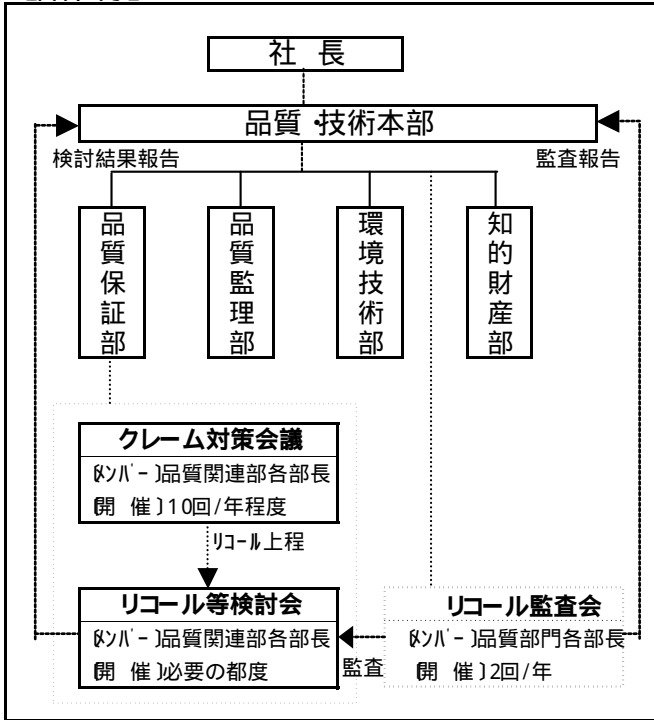 社 長
品質・技術本部
検討結果報告
監査報告
品質保証部
品質監理部
環境技術部
知的財産部
クレーム対策会議
〔メンバー〕品質関連部各部長
〔開 催〕10回/年程度
リコール上程
リコール等検討会
〔メンバー〕品質関連部各部長
〔開 催〕必要の都度
監査
リコール監査会
〔メンバー〕品質部門各部長
〔開 催〕2回/年